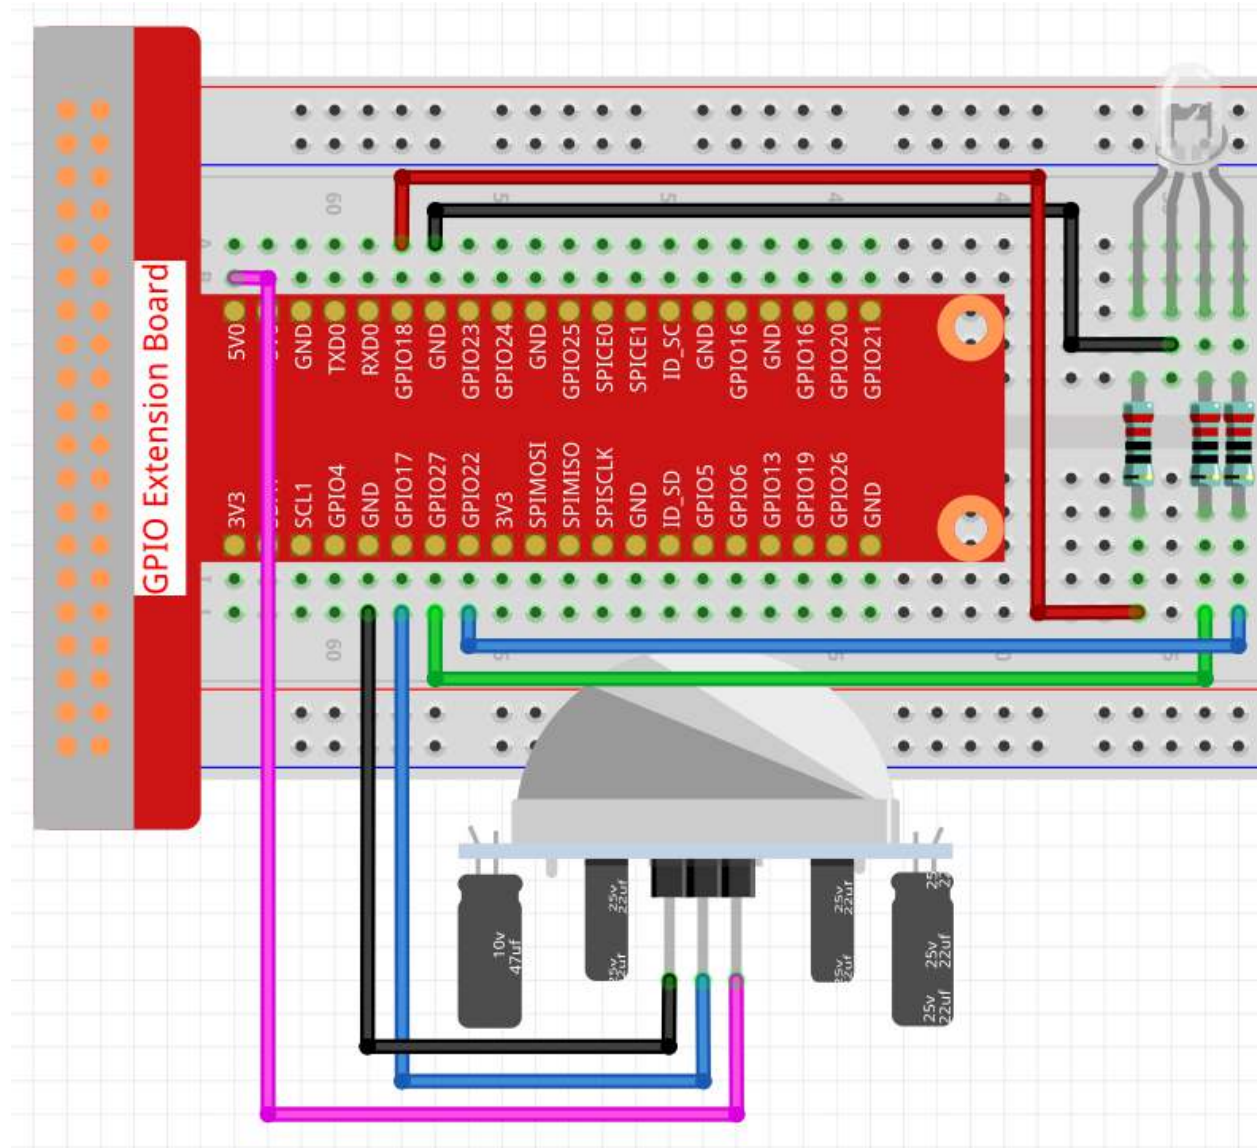 GPIO Extension Board
60
5V0
GND
TXD0
RXD0
GPIO18
GND
GPIO23
GPIO24
GND
GPIO25
SPICE0
SPICE1
ID_SC
GND
GPIO16
GND
GPIO16
GPIO20
GPIO21
3V3
SCL1
GPIO4
GND
GPIO17
GPIO27
GPIO22
3V3
SPIMOSI
SPIMISO
SPISCLK
GND
ID_SD
GPIO5
GPIO6
GPIO13
GPIO19
GPIO26
GND
60
10v
47uf
25v
22uf
25v
22uf
25v
22uf
25v
22uf